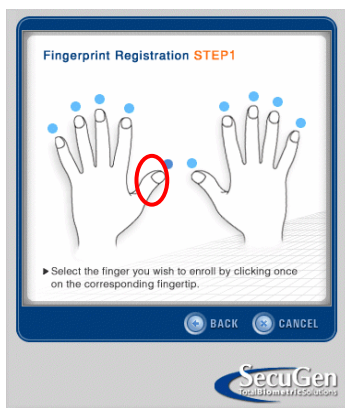 Fingerprint Registration STEP1
Select the finger you wish to enroll by clicking once
on the corresponding fingertip.
BACK CANCEL
SecuGen
TotalBiometricSolutions